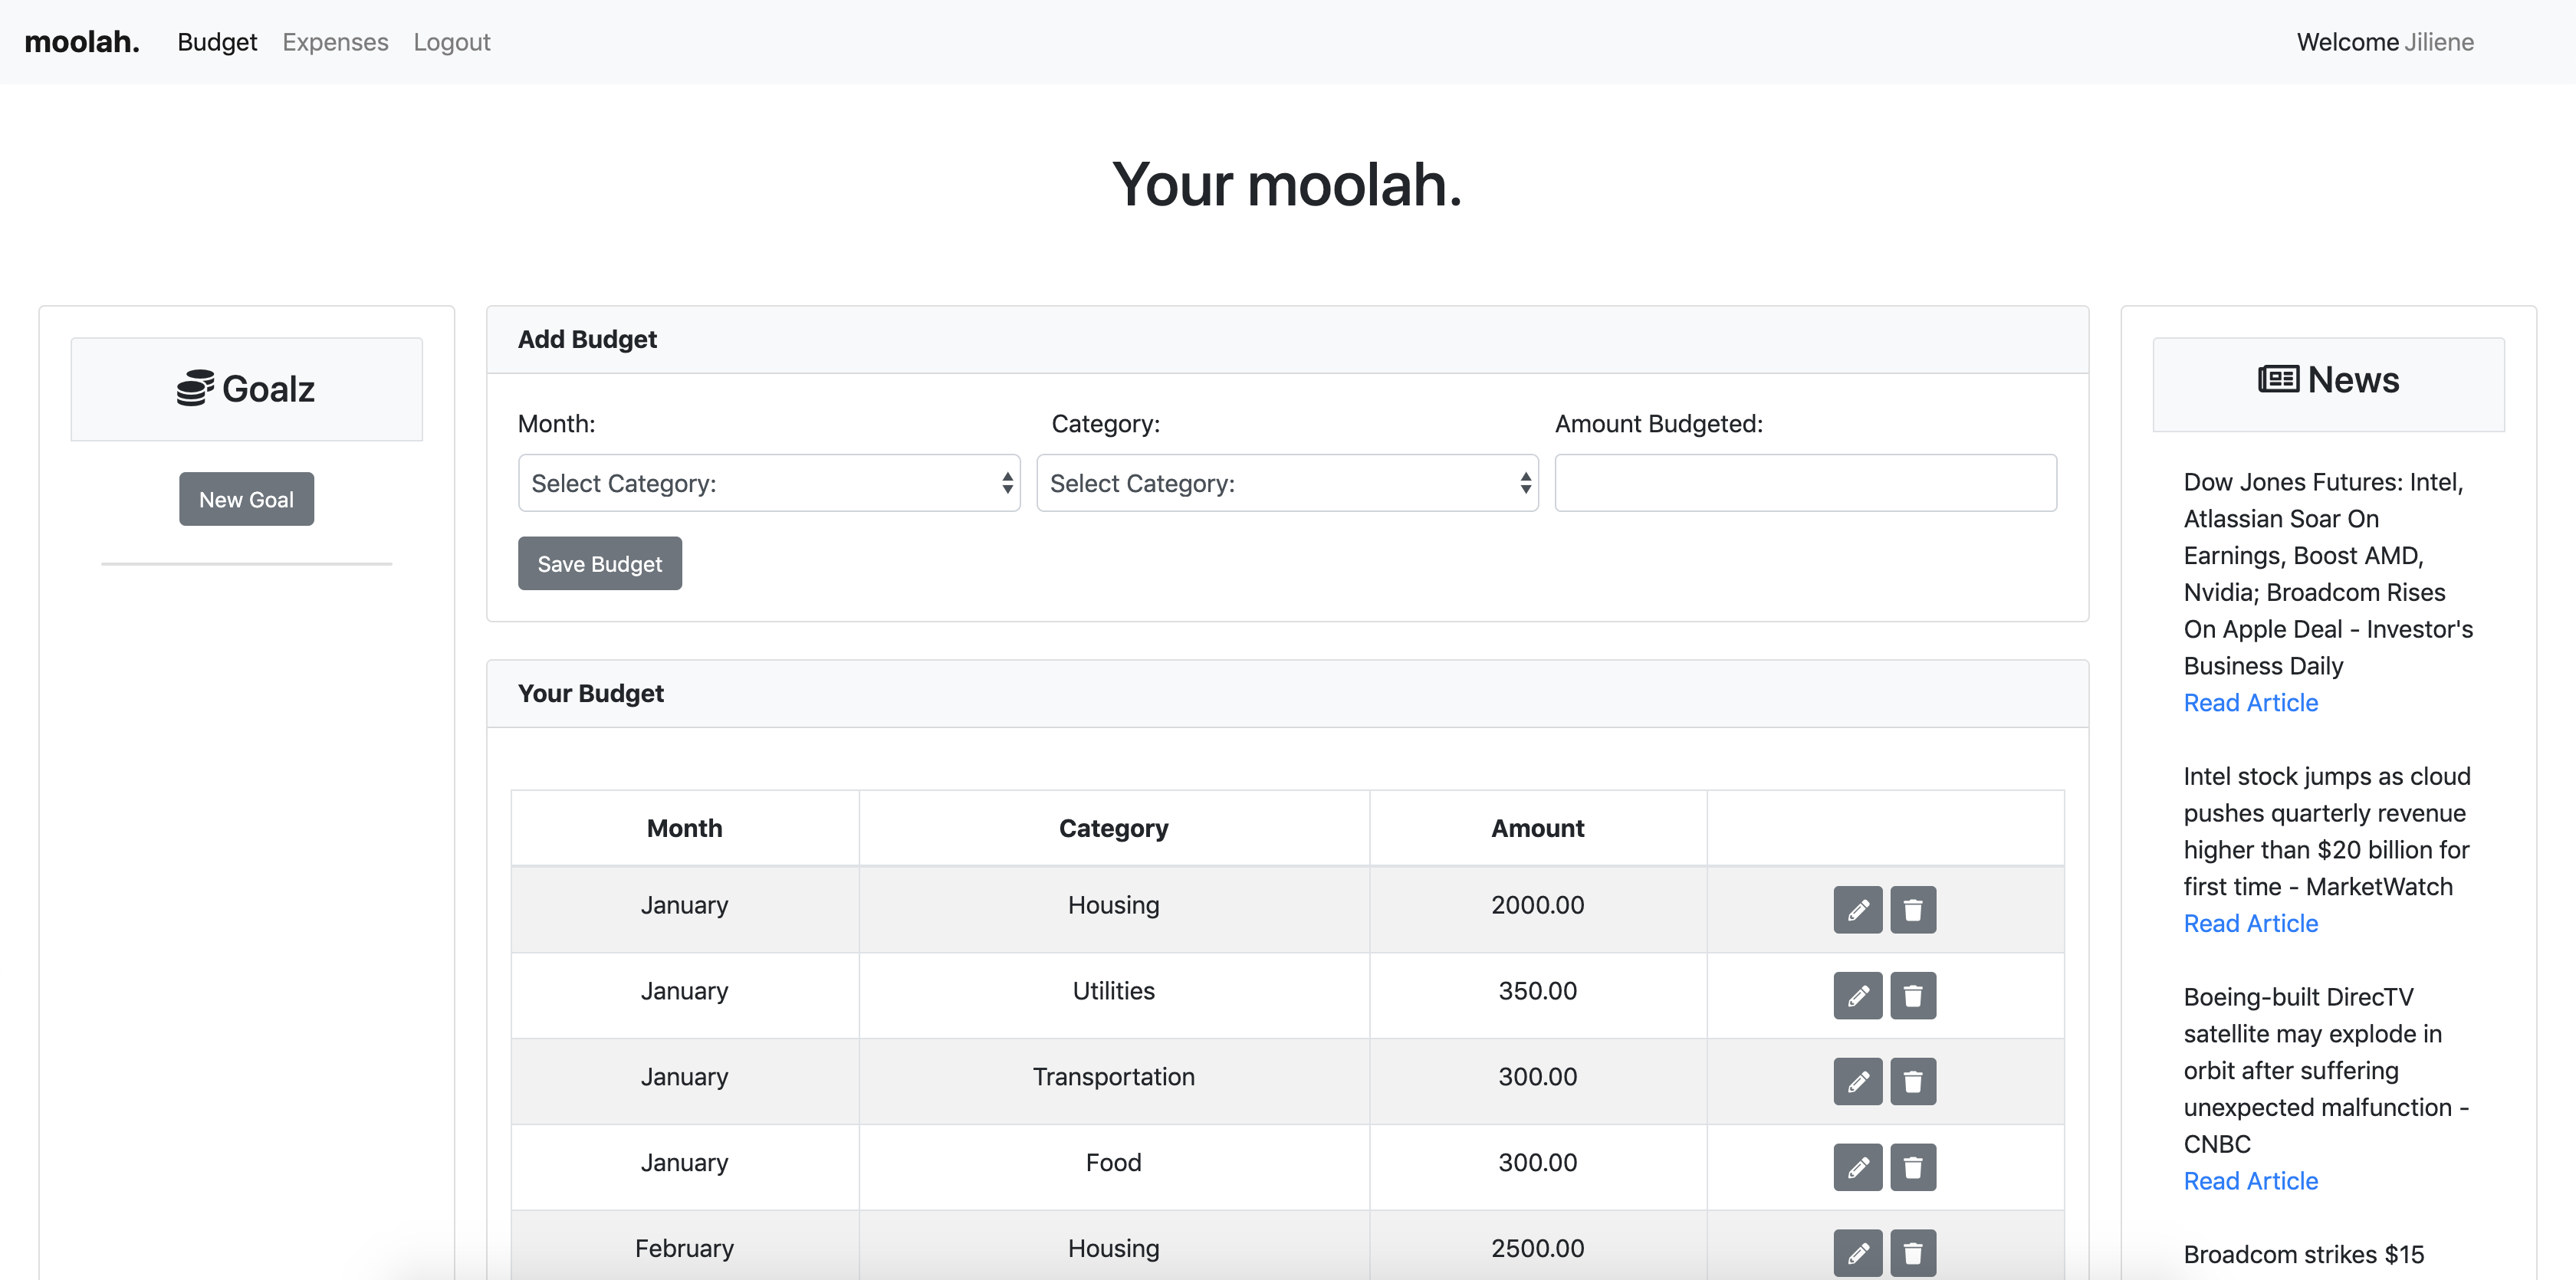 moolah. Budget Expenses Logout Welcome Jiliene
Your moolah.
Goalz
New Goal
Add Budget
Month: Category: Amount Budgeted:
Select Category: Select Category:
Save Budget
Your Budget
Month Category Amount
January Housing 2000.00
January Utilities 350.00
January Transportation 300.00
January Food 300.00
February Housing 2500.00
News
Dow Jones Futures: Intel,
Atlassian Soar On
Earnings, Boost AMD,
Nvidia; Broadcom Rises
On Apple Deal - Investor's
Business Daily
Read Article
Intel stock jumps as cloud
pushes quarterly revenue
higher than $20 billion for
first time - MarketWatch
Read Article
Boeing-built DirecTV
satellite may explode in
orbit after suffering
unexpected malfunction -
CNBC
Read Article
Broadcom strikes $15